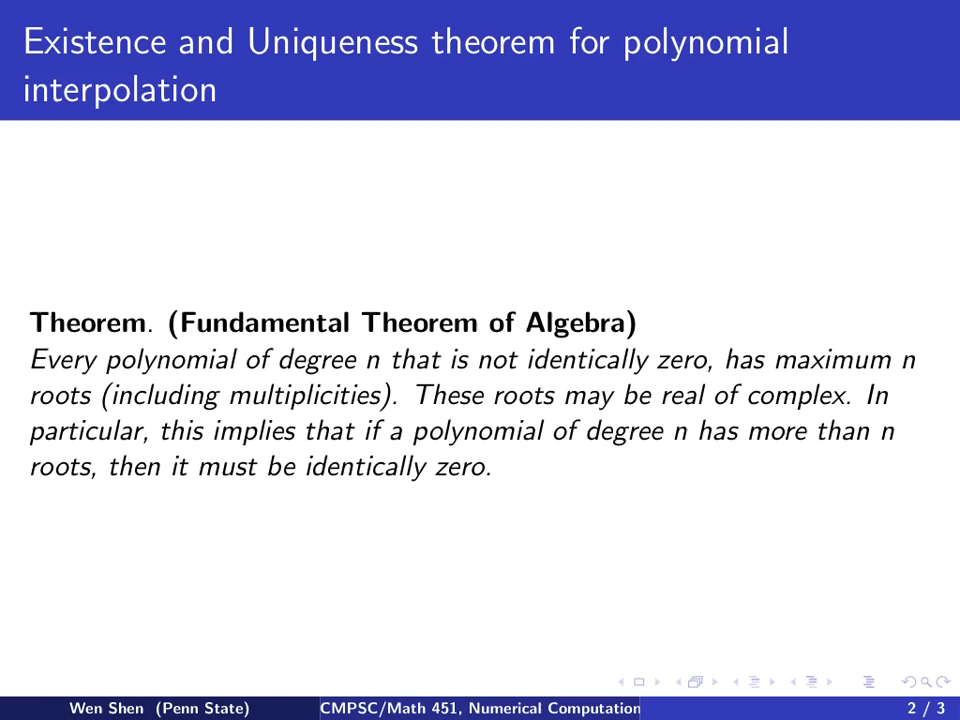 Existence and Uniqueness theorem for polynomial
interpolation
Theorem. (Fundamental Theorem of Algebra)
Every polynomial of degree n that is not identically zero, has maximum n
roots (including multiplicities). These roots may be real of complex. In
particular, this implies that if a polynomial of degree n has more than n
roots, then it must be identically zero.
Wen Shen (Penn State)
CMPSC/Math 451, Numerical Computation
2 / 3